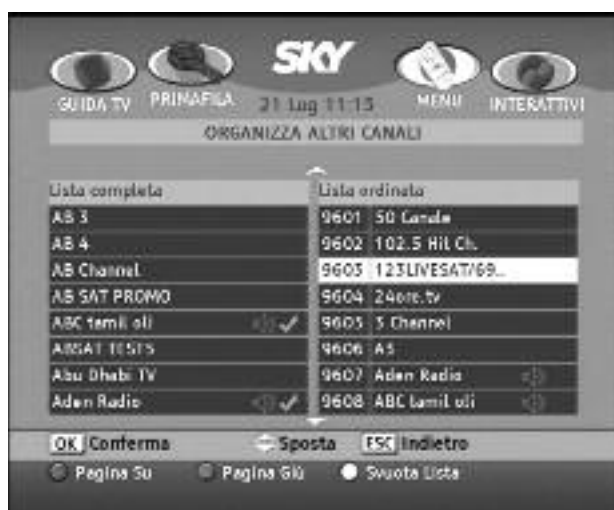 SKY
GUIDA TV PRIMAFILA 21 Lug 11:15 MENU INTERATTIVI
ORGANIZZA ALTRI CANALI
Lista completa Lista ordinata
AB 3 9601 50 Canale
AB 4 9602 102.5 Hit Ch.
AB Channel 9603 123LIVESAT/69...
AB SAT PROMO 9604 24ore.tv
ABC tamil oli 9605 3 Channel
ABSAT TESTS 9606 A3
Abu Dhabi TV 9607 Aden Radio
Aden Radio 9608 ABC tamil oli
OK Conferma Sposta ESC Indietro
Pagina Su Pagina Giù Svuota Lista